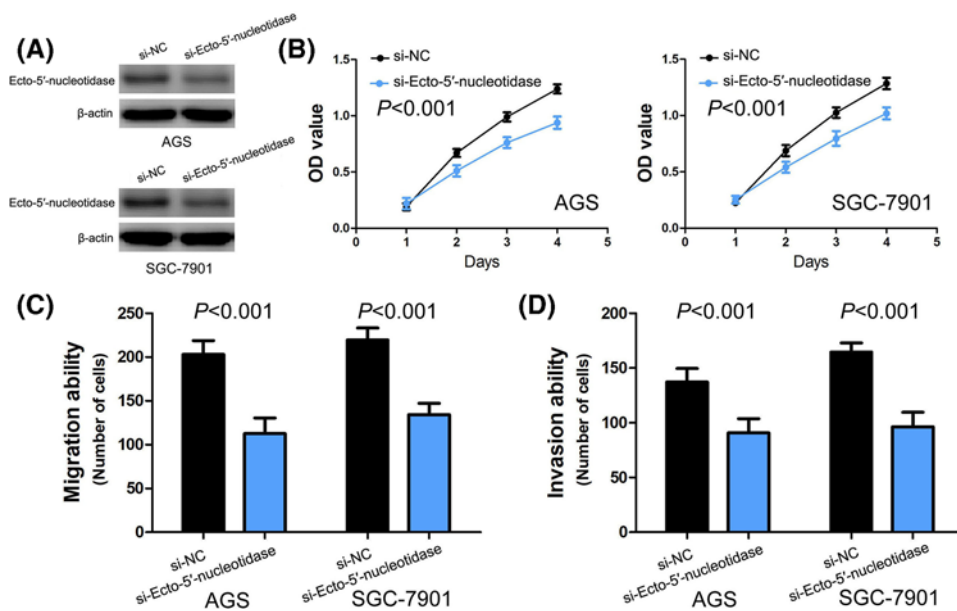 (A)
si-NC
si-Ecto-5′-nucleotidase
Ecto-5′-nucleotidase
β-actin
AGS
si-NC
si-Ecto-5′-nucleotidase
Ecto-5′-nucleotidase
β-actin
SGC-7901
(B)
si-NC
si-Ecto-5′-nucleotidase
P<0.001
OD value
1.5
1.0
0.5
0.0
0
1
2
3
4
5
Days
AGS
si-NC
si-Ecto-5′-nucleotidase
P<0.001
OD value
1.5
1.0
0.5
0.0
0
1
2
3
4
5
Days
SGC-7901
(C)
P<0.001
P<0.001
Migration ability
(Number of cells)
250
200
150
100
50
0
si-NC
si-Ecto-5′-nucleotidase
AGS
si-NC
si-Ecto-5′-nucleotidase
SGC-7901
(D)
P<0.001
P<0.001
Invasion ability
(Number of cells)
200
150
100
50
0
si-NC
si-Ecto-5′-nucleotidase
AGS
si-NC
si-Ecto-5′-nucleotidase
SGC-7901